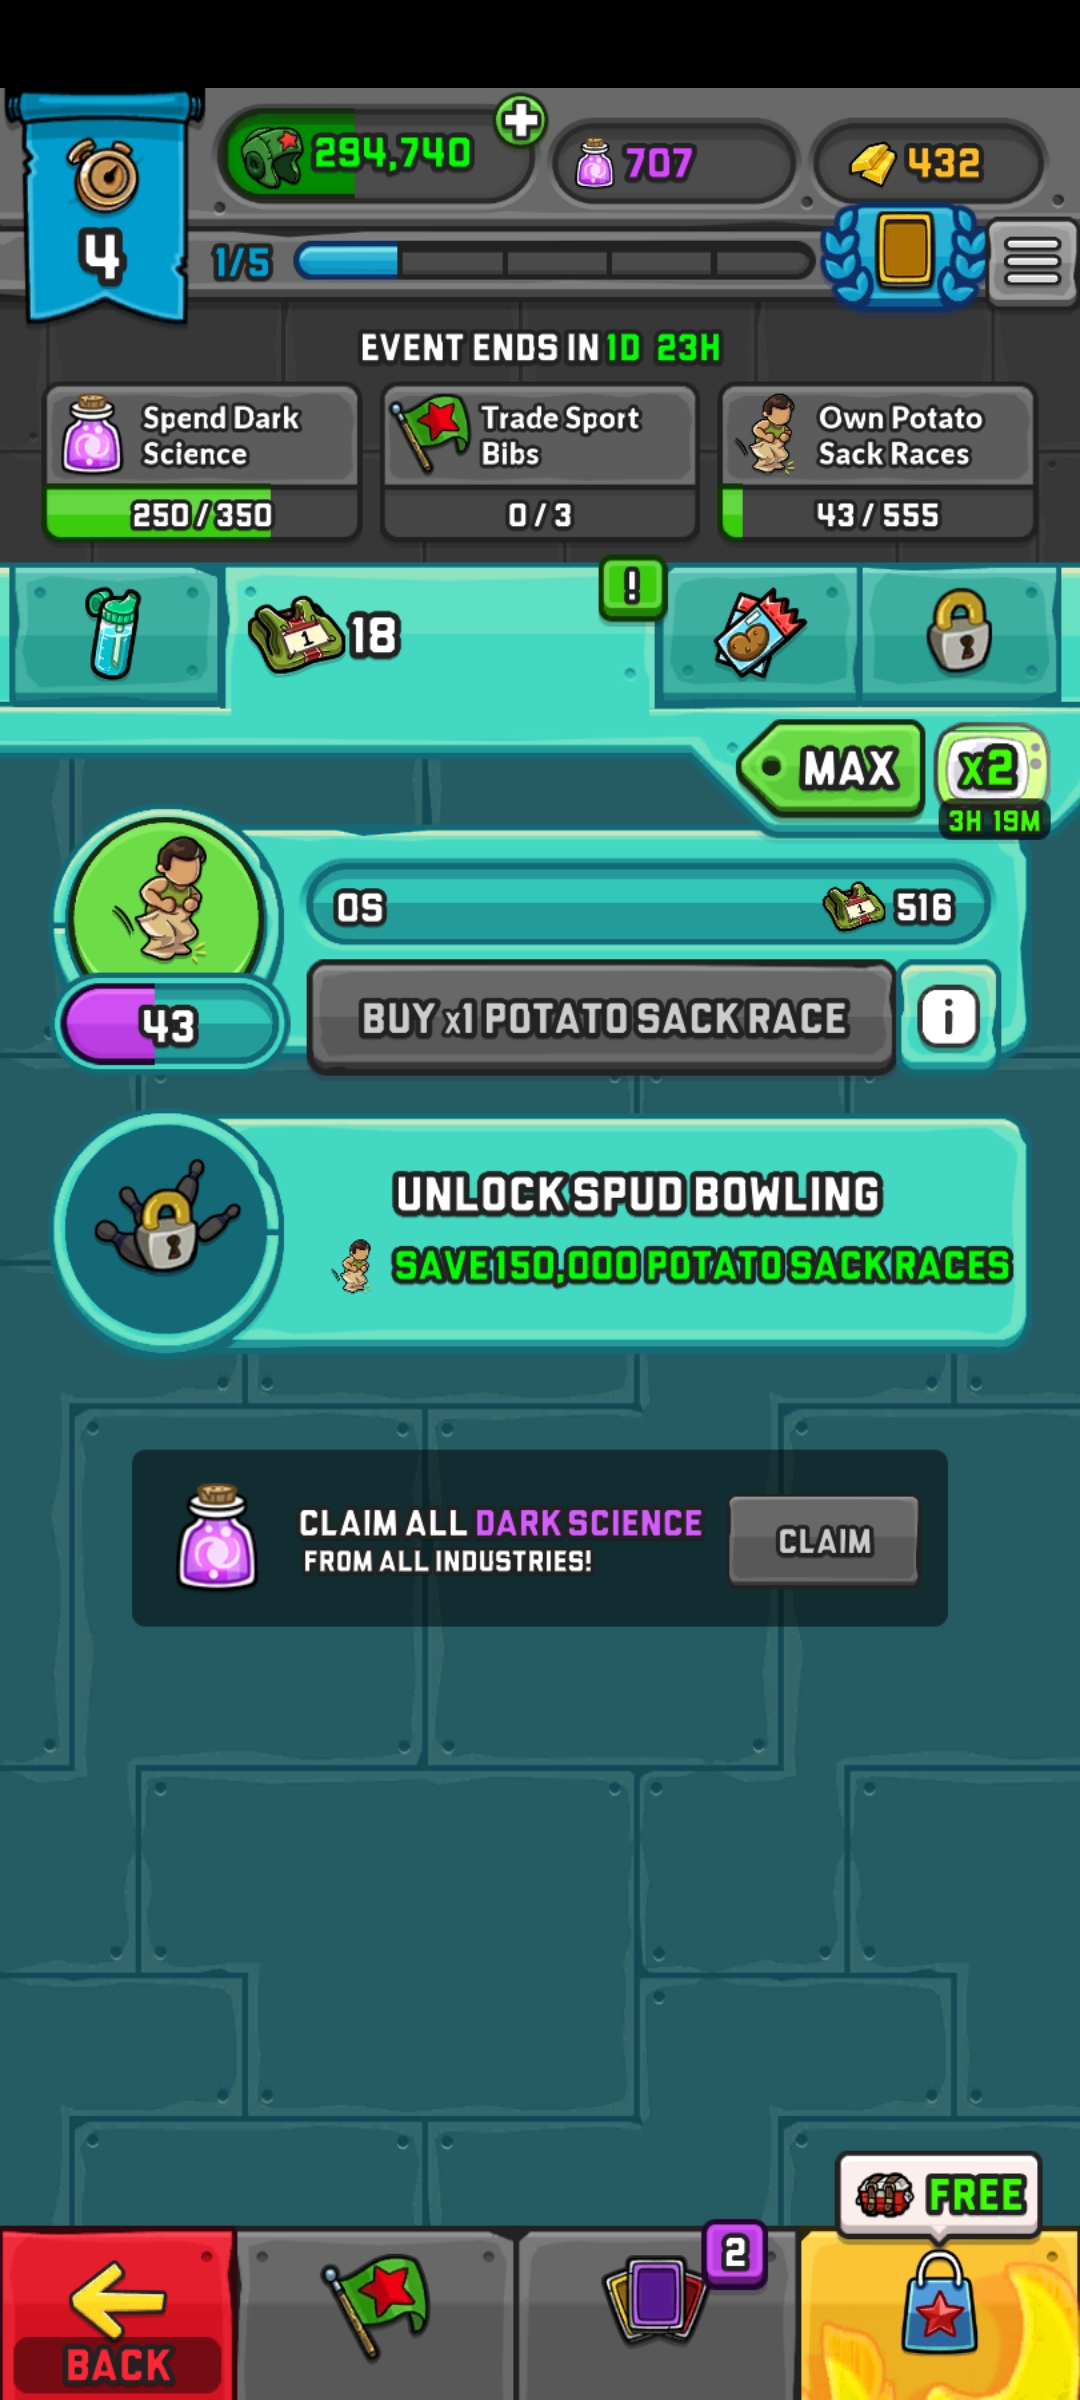 294,740
707
432
4
1/5
EVENT ENDS IN 1D 23H
Spend Dark
Science
250/350
Trade Sport
Bibs
0/3
Own Potato
Sack Races
43/555
1
18
!
MAX
x2
3H 19M
0S
1
516
43
BUY x1 POTATO SACK RACE
i
UNLOCK SPUD BOWLING
SAVE 150,000 POTATO SACK RACES
CLAIM ALL DARK SCIENCE
FROM ALL INDUSTRIES!
CLAIM
FREE
2
BACK